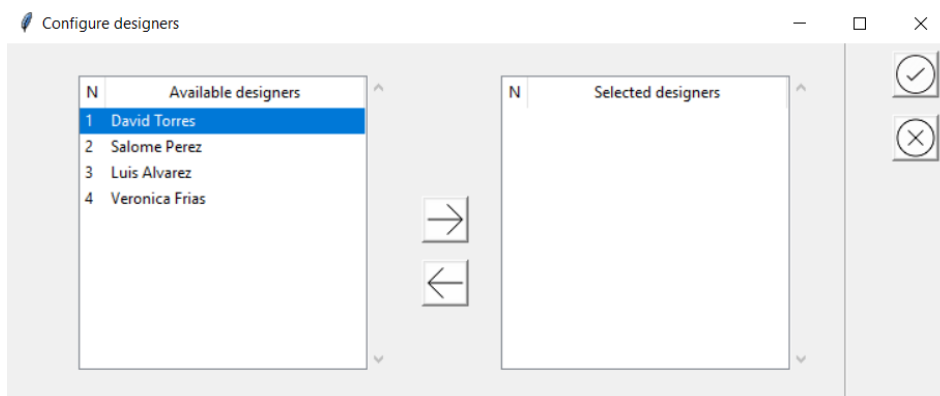 Configure designers
N Available designers
1 David Torres
2 Salome Perez
3 Luis Alvarez
4 Veronica Frias
N Selected designers